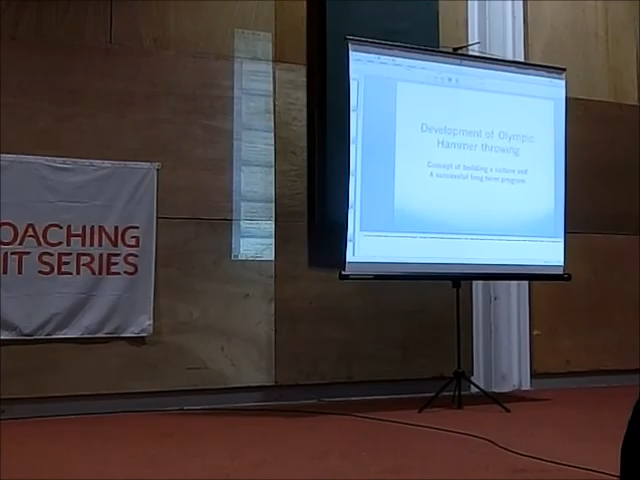 OACHING
IT SERIES
Development of Olympic
Hammer throwing
Concept of building a culture and
A successful long term program